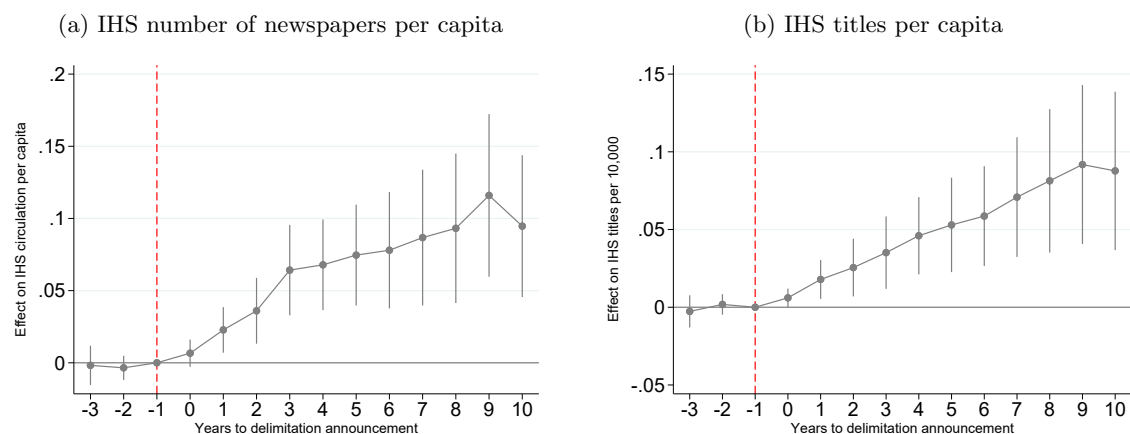 (a) IHS number of newspapers per capita
Effect on IHS circulation per capita
.2
.15
.1
.05
0
-3 -2 -1 0 1 2 3 4 5 6 7 8 9 10
Years to delimitation announcement
(b) IHS titles per capita
Effect on IHS titles per 10,000
.15
.1
.05
0
-.05
-3 -2 -1 0 1 2 3 4 5 6 7 8 9 10
Years to delimitation announcement